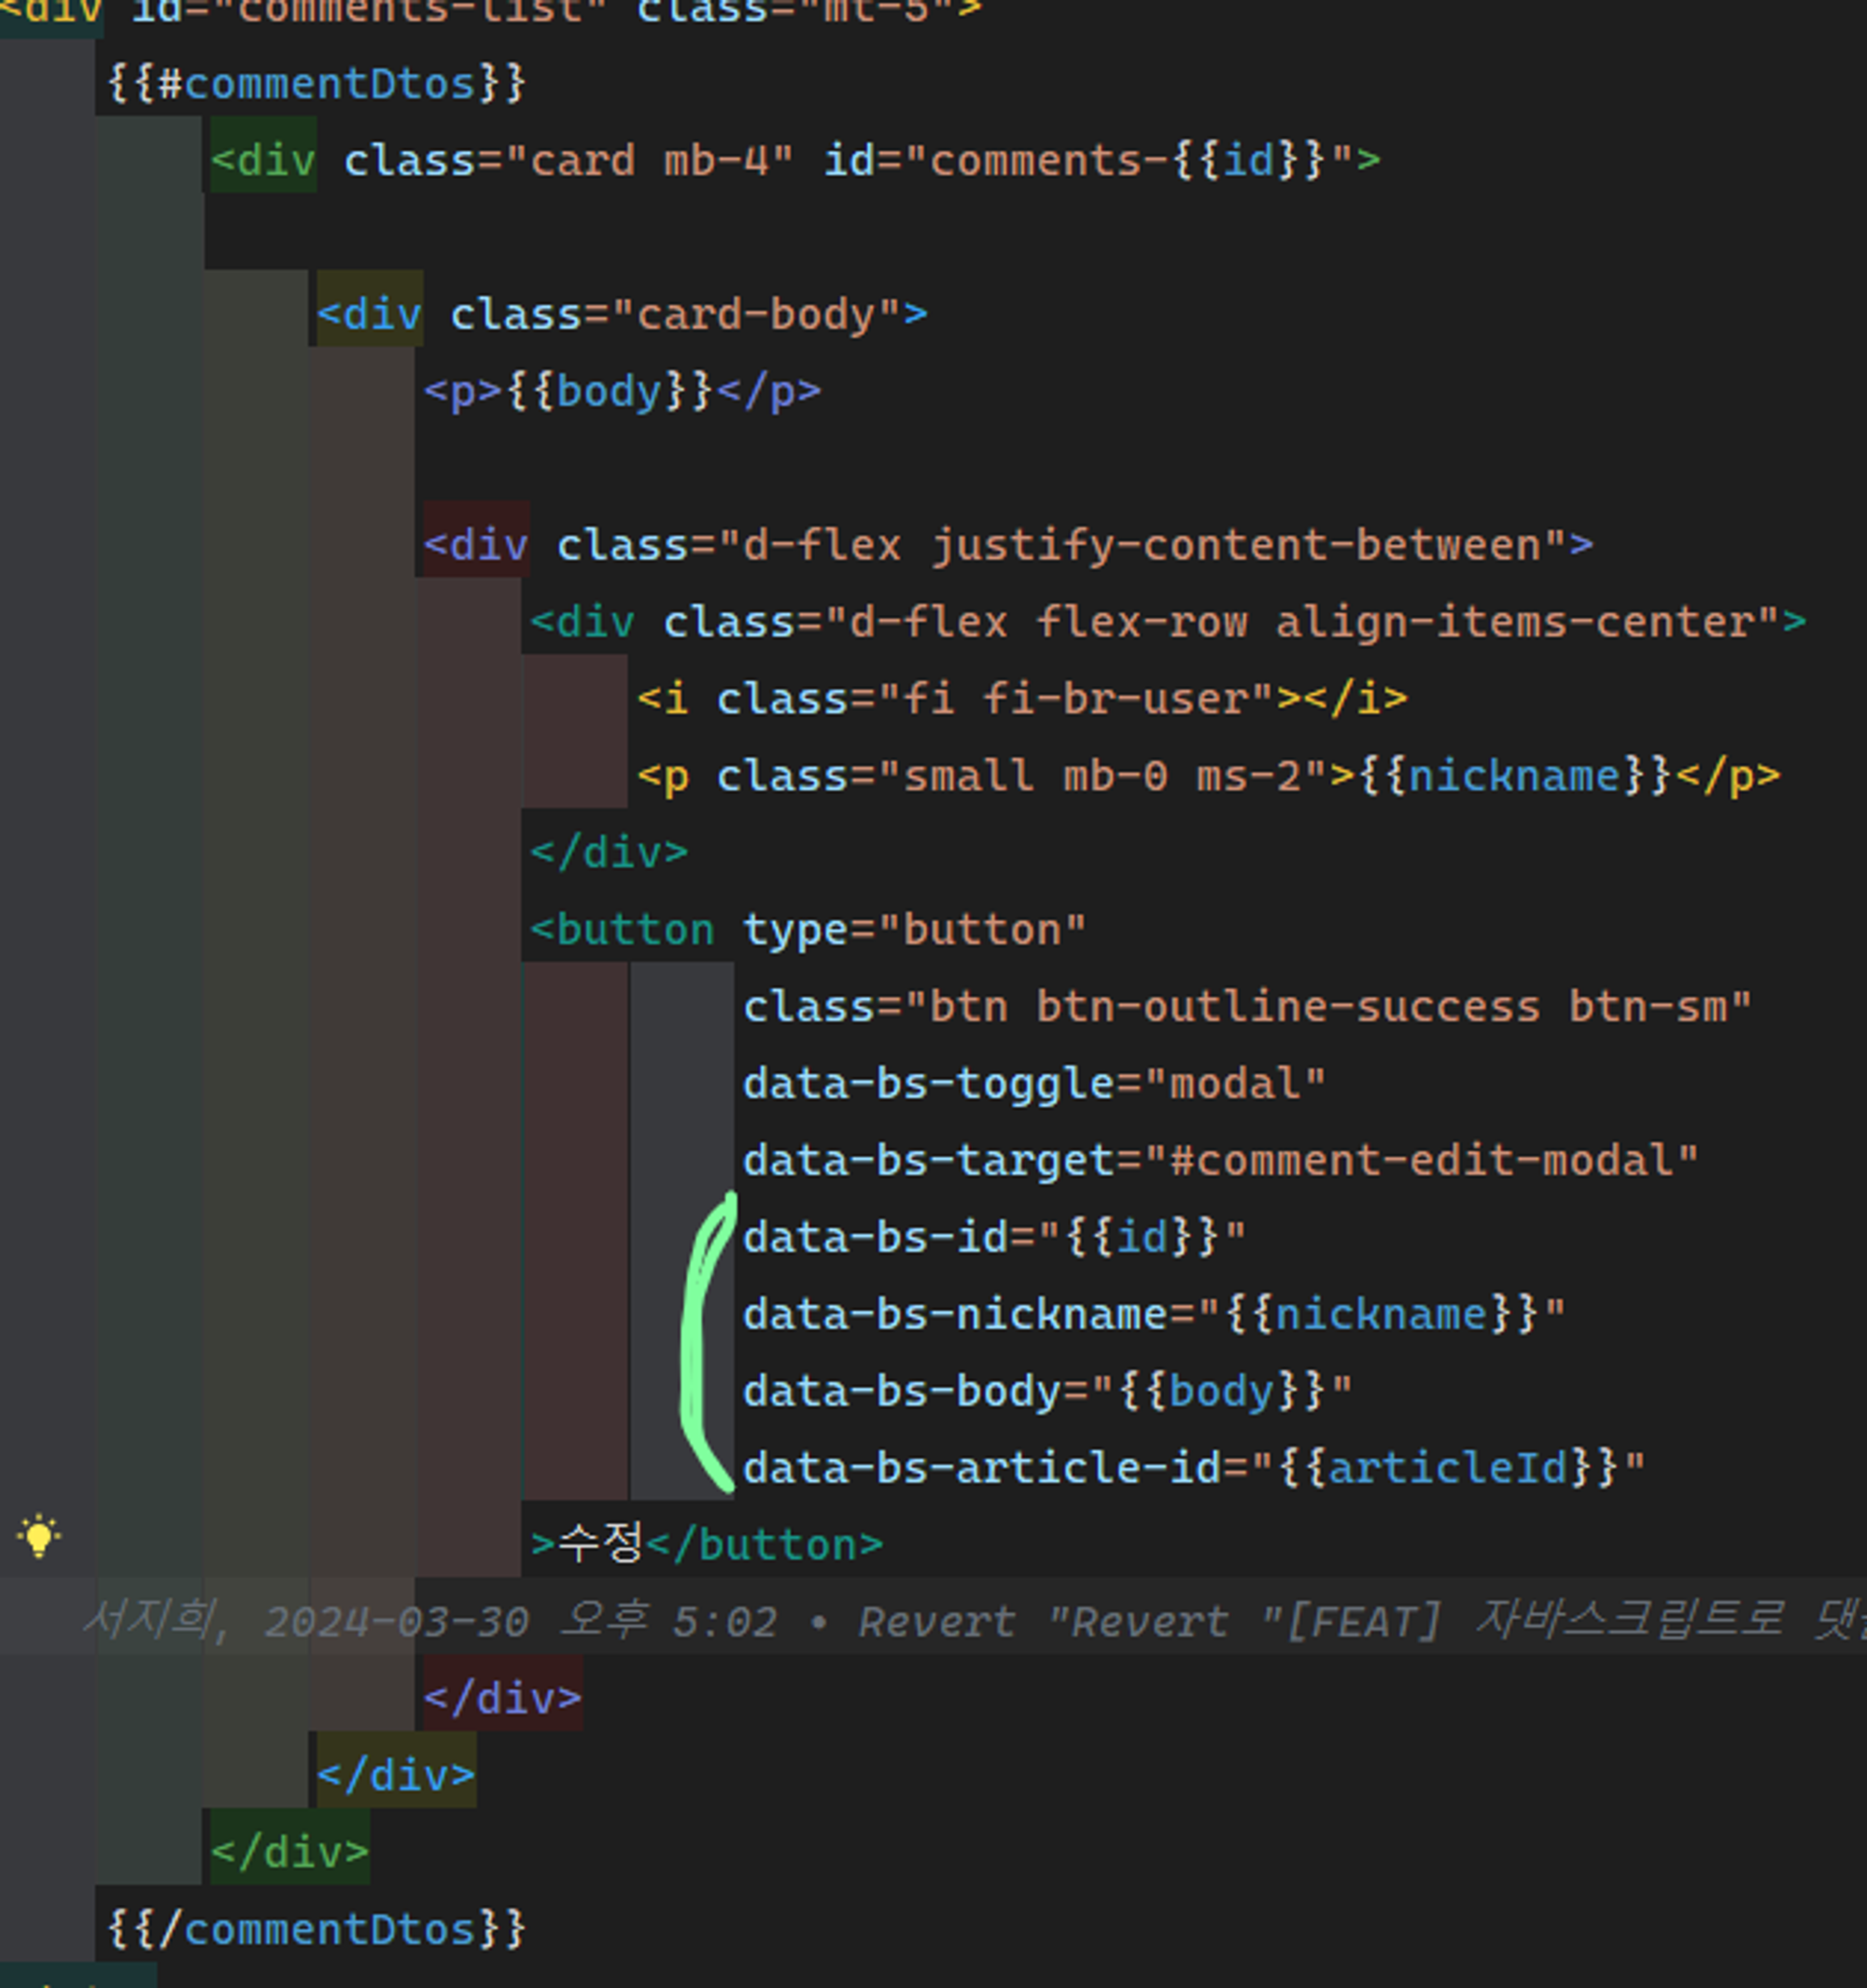 <div id="comments-list" class="mt-5">
{{#commentDtos}}
<div class="card mb-4" id="comments-{{id}}">
<div class="card-body">
<p>{{body}}</p>
<div class="d-flex justify-content-between">
<div class="d-flex flex-row align-items-center">
<i class="fi fi-br-user"></i>
<p class="small mb-0 ms-2">{{nickname}}</p>
</div>
<button type="button"
class="btn btn-outline-success btn-sm"
data-bs-toggle="modal"
data-bs-target="#comment-edit-modal"
data-bs-id="{{id}}"
data-bs-nickname="{{nickname}}"
data-bs-body="{{body}}"
data-bs-article-id="{{articleId}}"
>수정</button>
서지희, 2024-03-30 오후 5:02 • Revert "Revert "[FEAT] 자바스크립트로
</div>
</div>
</div>
{{/commentDtos}}